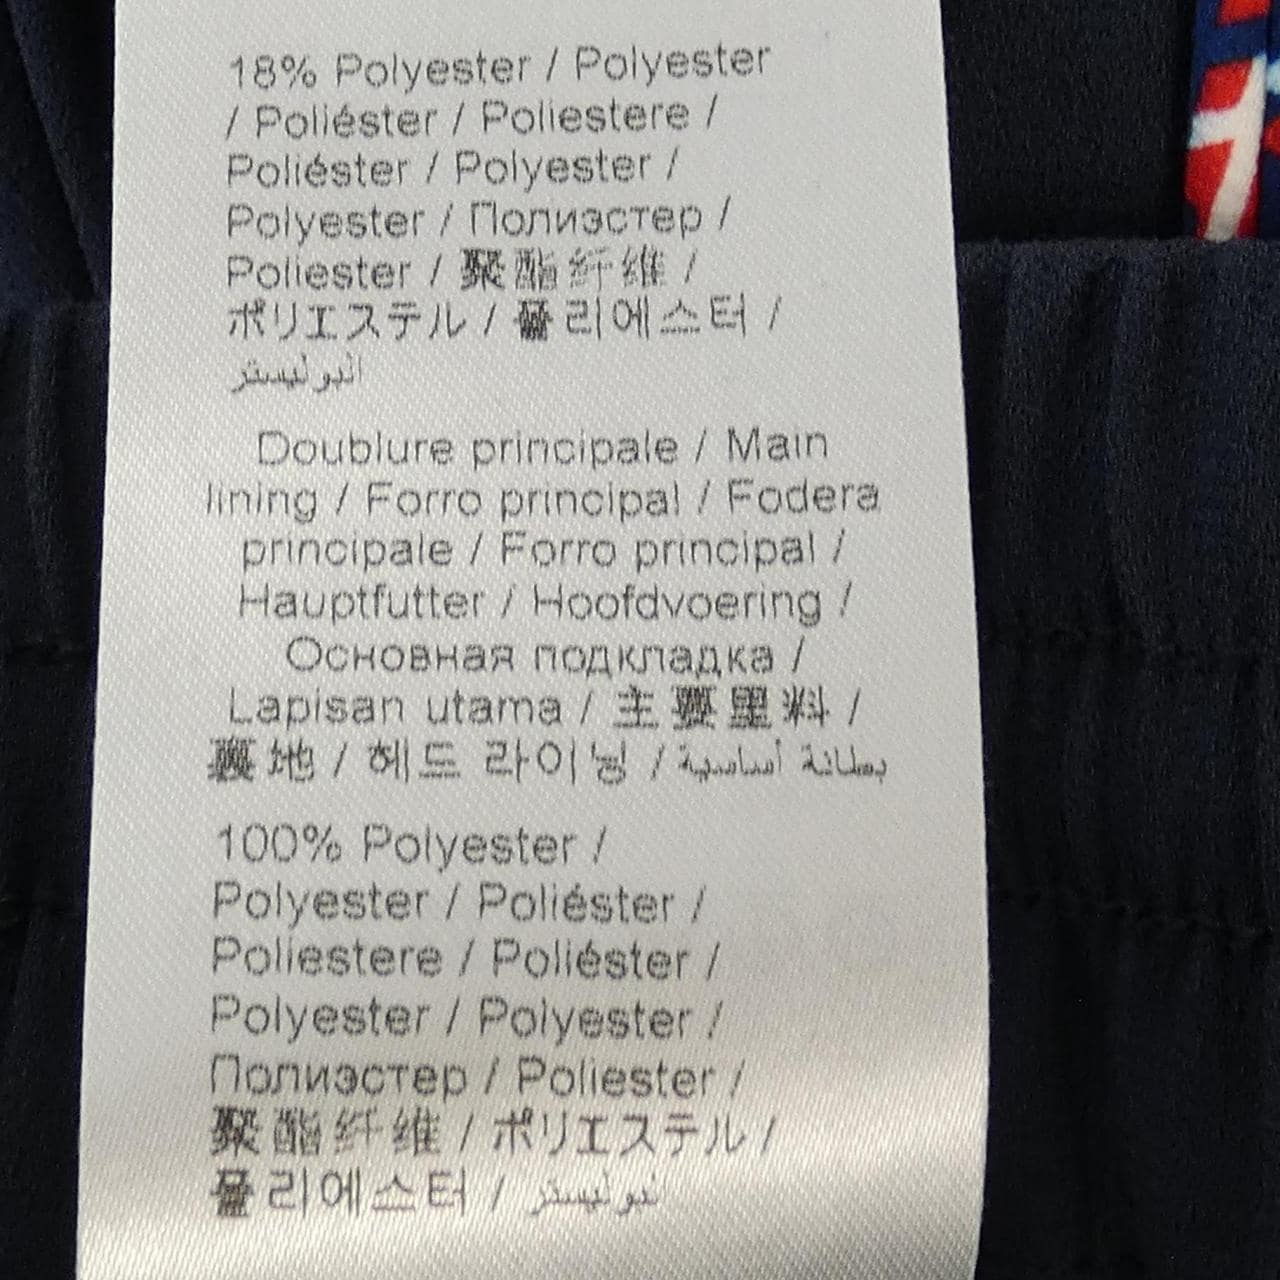 18% Polyester / Polyester
/ Poliéster / Poliestere /
Poliéster / Polyester /
Polyester / Полиэстер /
Poliester / 聚酯纤维 /
ポリエステル / 폴리에스터 /
البوليستر
Doublure principale / Main
lining / Forro principal / Fodera
principale / Forro principal /
Hauptfutter / Hoofdvoering /
Основная подкладка /
Lapisan utama / 主要里料 /
裏地 / 헤드 라이닝 / بطانة أساسية
100% Polyester /
Polyester / Poliéster /
Poliestere / Poliéster /
Polyester / Polyester /
Полиэстер / Poliester /
聚酯纤维 / ポリエステル /
폴리에스터 / البوليستر